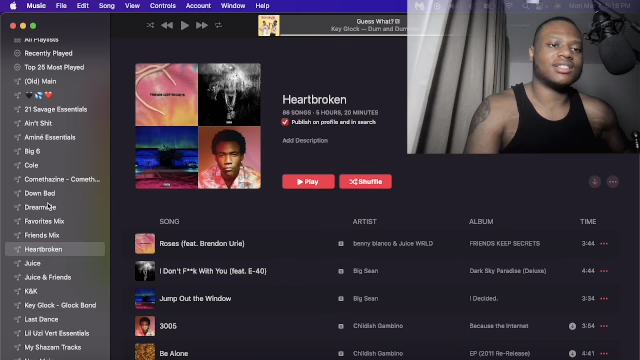 Music File Edit Song View Controls Account Window Help
Guess What?
Key Glock — Dum and Dummer
All Playlists
Recently Played
Top 25 Most Played
(Old) Main
21 Savage Essentials
Ain't Shit
Aminé Essentials
Big 6
Cole
Comethazine - Cometh...
Down Bad
Favorites Mix
Friends Mix
Heartbroken
Juice
Juice & Friends
K&K
Key Glock - Glock Bond
Last Dance
Lil Uzi Vert Essentials
My Shazam Tracks
Heartbroken
86 SONGS · 5 HOURS, 20 MINUTES
Publish on profile and in search
Add Description
Play
Shuffle
SONG ARTIST ALBUM TIME
Roses (feat. Brendon Urie) benny blanco & Juice WRLD FRIENDS KEEP SECRETS 3:44
I Don't F**k With You (feat. E-40) Big Sean Dark Sky Paradise (Deluxe) 4:44
Jump Out the Window Big Sean I Decided. 3:34
3005 Childish Gambino Because the Internet 3:54
Be Alone Childish Gambino EP (2011 Re-Release) 4:41